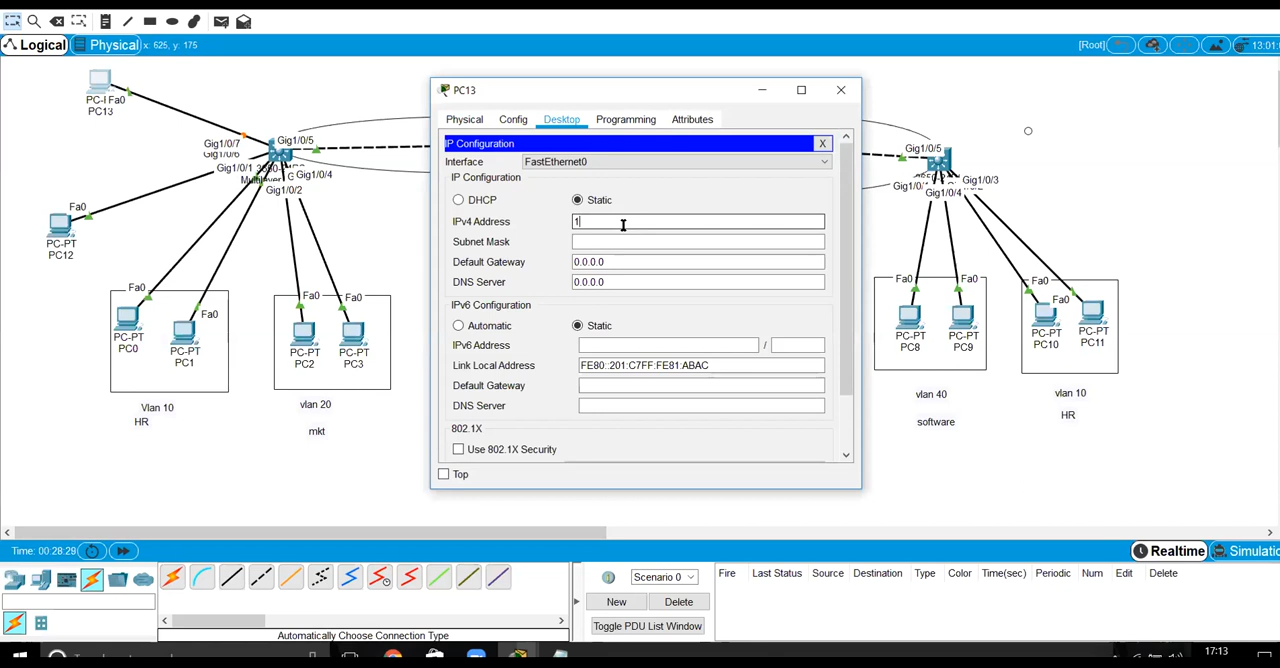 Logical
Physical
x: 625, y: 175
[Root]
13:01:
PC13
Physical
Config
Desktop
Programming
Attributes
IP Configuration
X
Interface
FastEthernet0
IP Configuration
DHCP
Static
IPv4 Address
1
Subnet Mask
Default Gateway
0.0.0.0
DNS Server
0.0.0.0
IPv6 Configuration
Automatic
Static
IPv6 Address
/
Link Local Address
FE80::201:C7FF:FE81:ABAC
Default Gateway
DNS Server
802.1X
Use 802.1X Security
Top
Fa0
PC13
Gig1/0/7
Gig1/0/5
Gig1/0/6
Gig1/0/1
Gig1/0/4
Gig1/0/2
Fa0
PC-PT
PC12
Fa0
PC-PT
PC0
Fa0
PC-PT
PC1
Fa0
PC-PT
PC2
Fa0
PC-PT
PC3
Vlan 10
HR
vlan 20
mkt
Gig1/0/5
Gig1/0/3
Gig1/0/4
Fa0
PC-PT
PC8
Fa0
PC-PT
PC9
Fa0
PC-PT
PC10
Fa0
PC-PT
PC11
vlan 40
software
vlan 10
HR
Time: 00:28:29
Realtime
Simulatio
Scenario 0
New
Delete
Toggle PDU List Window
Fire
Last Status
Source
Destination
Type
Color
Time(sec)
Periodic
Num
Edit
Delete
Automatically Choose Connection Type
17:13